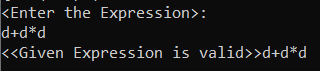 <Enter the Expression>:
d+d*d
<<Given Expression is valid>>d+d*d